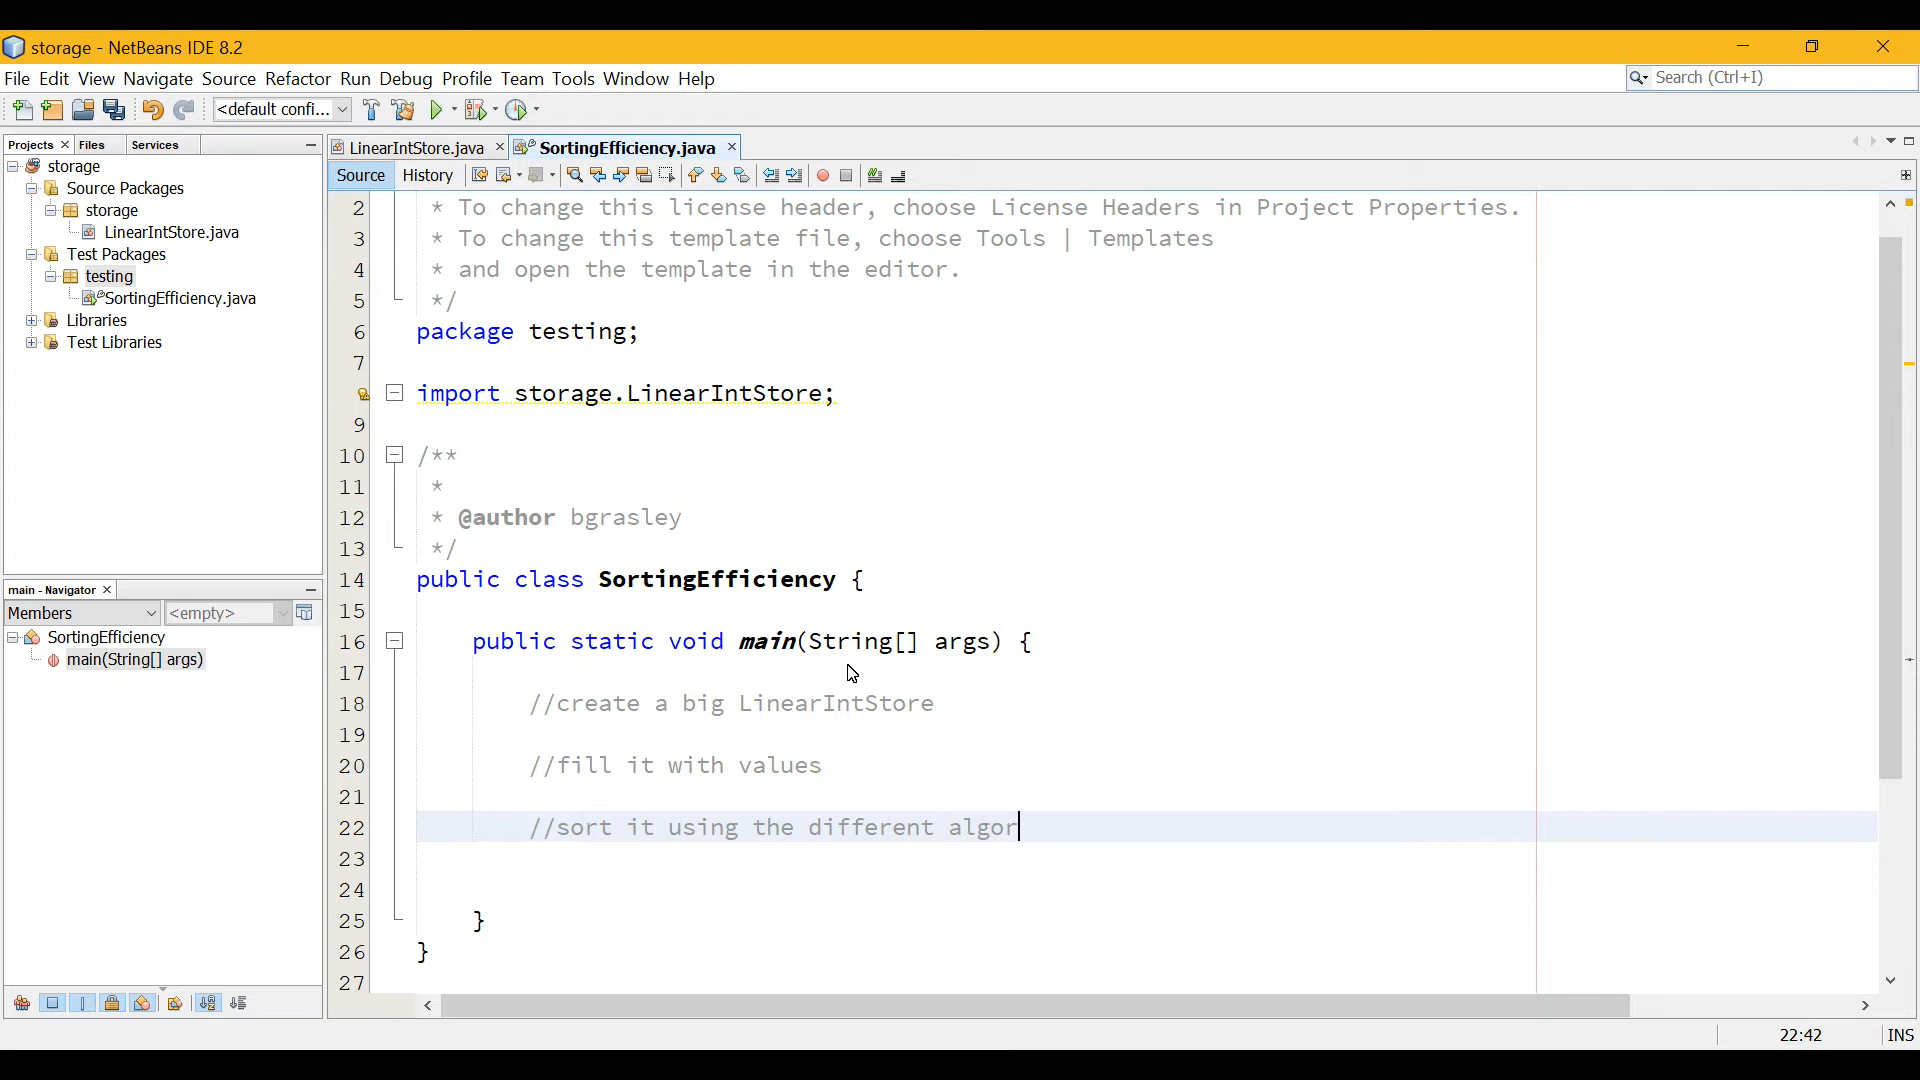 storage - NetBeans IDE 8.2
File Edit View Navigate Source Refactor Run Debug Profile Team Tools Window Help
Search (Ctrl+I)
<default confi...
Projects Files Services
storage
Source Packages
storage
LinearIntStore.java
Test Packages
testing
SortingEfficiency.java
Libraries
Test Libraries
main - Navigator
Members <empty>
SortingEfficiency
main(String[] args)
LinearIntStore.java SortingEfficiency.java
Source History
2 * To change this license header, choose License Headers in Project Properties.
3 * To change this template file, choose Tools | Templates
4 * and open the template in the editor.
5 */
6 package testing;
7
import storage.LinearIntStore;
9
10 /**
11 *
12 * @author bgrasley
13 */
14 public class SortingEfficiency {
15
16 public static void main(String[] args) {
17
18 //create a big LinearIntStore
19
20 //fill it with values
21
22 //sort it using the different algor
23
24
25 }
26 }
27
22:42 INS